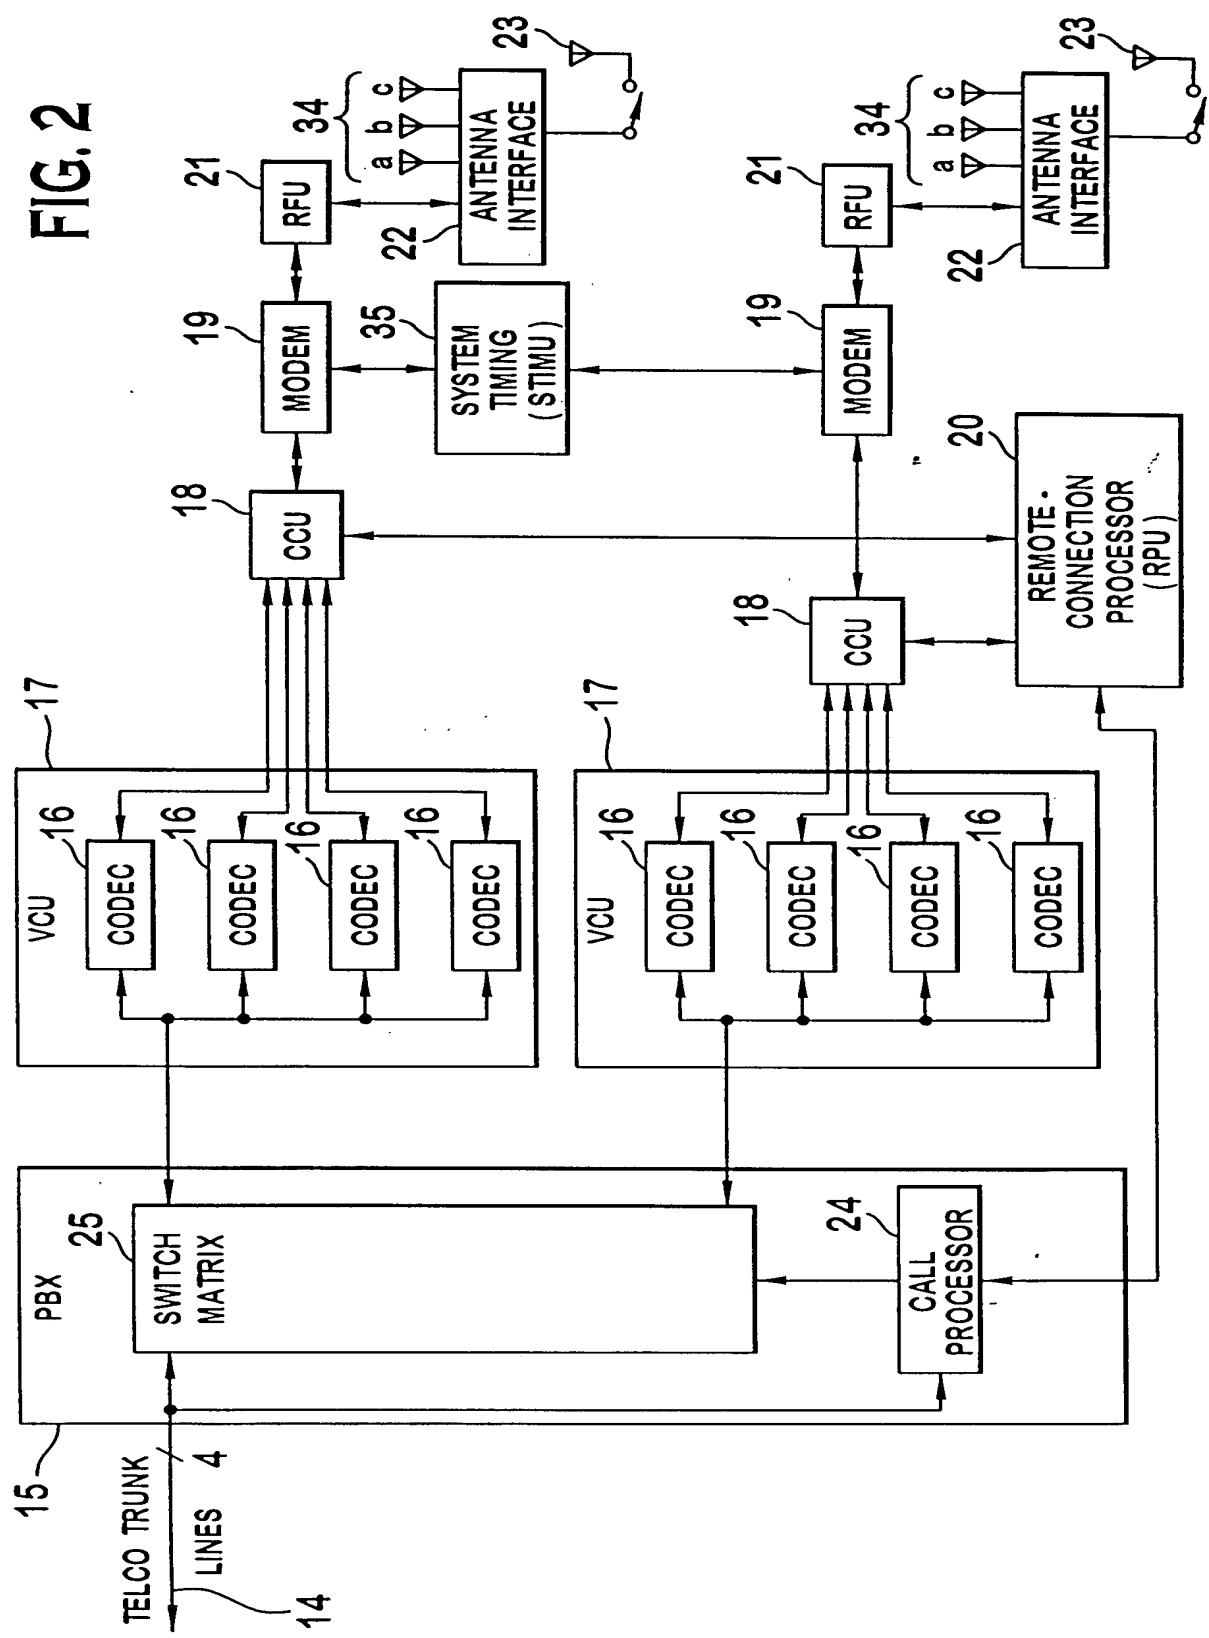 FIG. 2
TELCO TRUNK
LINES
4
14
15
PBX
25
SWITCH
MATRIX
24
CALL
PROCESSOR
17
VCU
16
CODEC
16
CODEC
16
CODEC
16
CODEC
18
CCU
19
MODEM
21
RFU
34
a
b
c
22
ANTENNA
INTERFACE
23
35
SYSTEM
TIMING
(STIMU)
17
VCU
16
CODEC
16
CODEC
16
CODEC
16
CODEC
18
CCU
19
MODEM
21
RFU
34
a
b
c
22
ANTENNA
INTERFACE
23
20
REMOTE-
CONNECTION
PROCESSOR
(RPU)